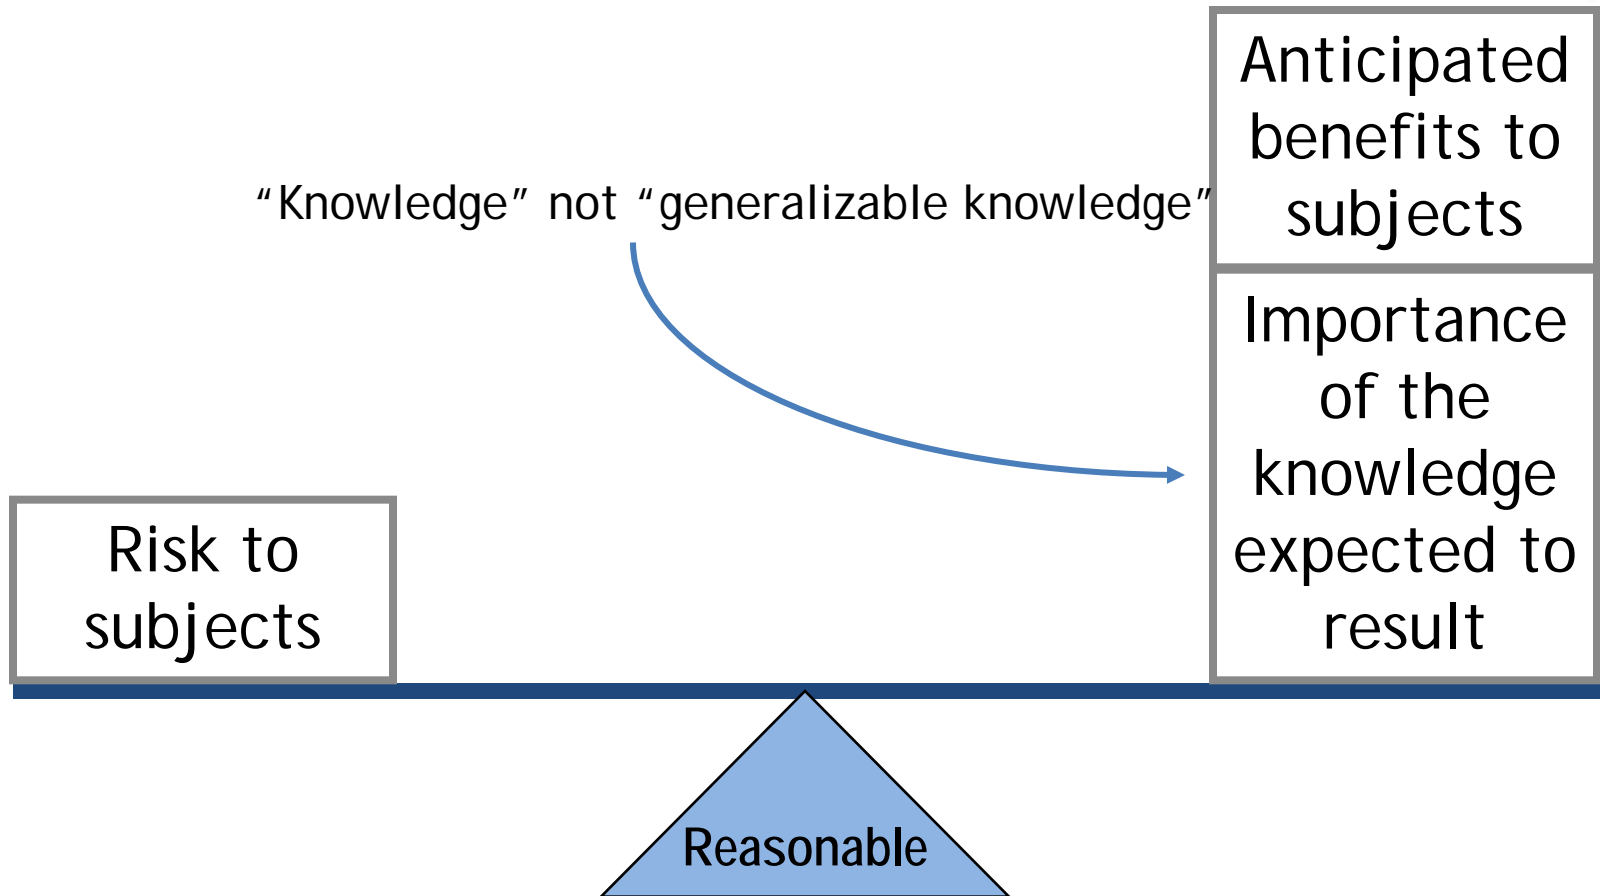 Anticipated
benefits to
subjects
“Knowledge” not “generalizable knowledge”
Importance
of the
knowledge
expected to
result
Risk to
subjects
Reasonable